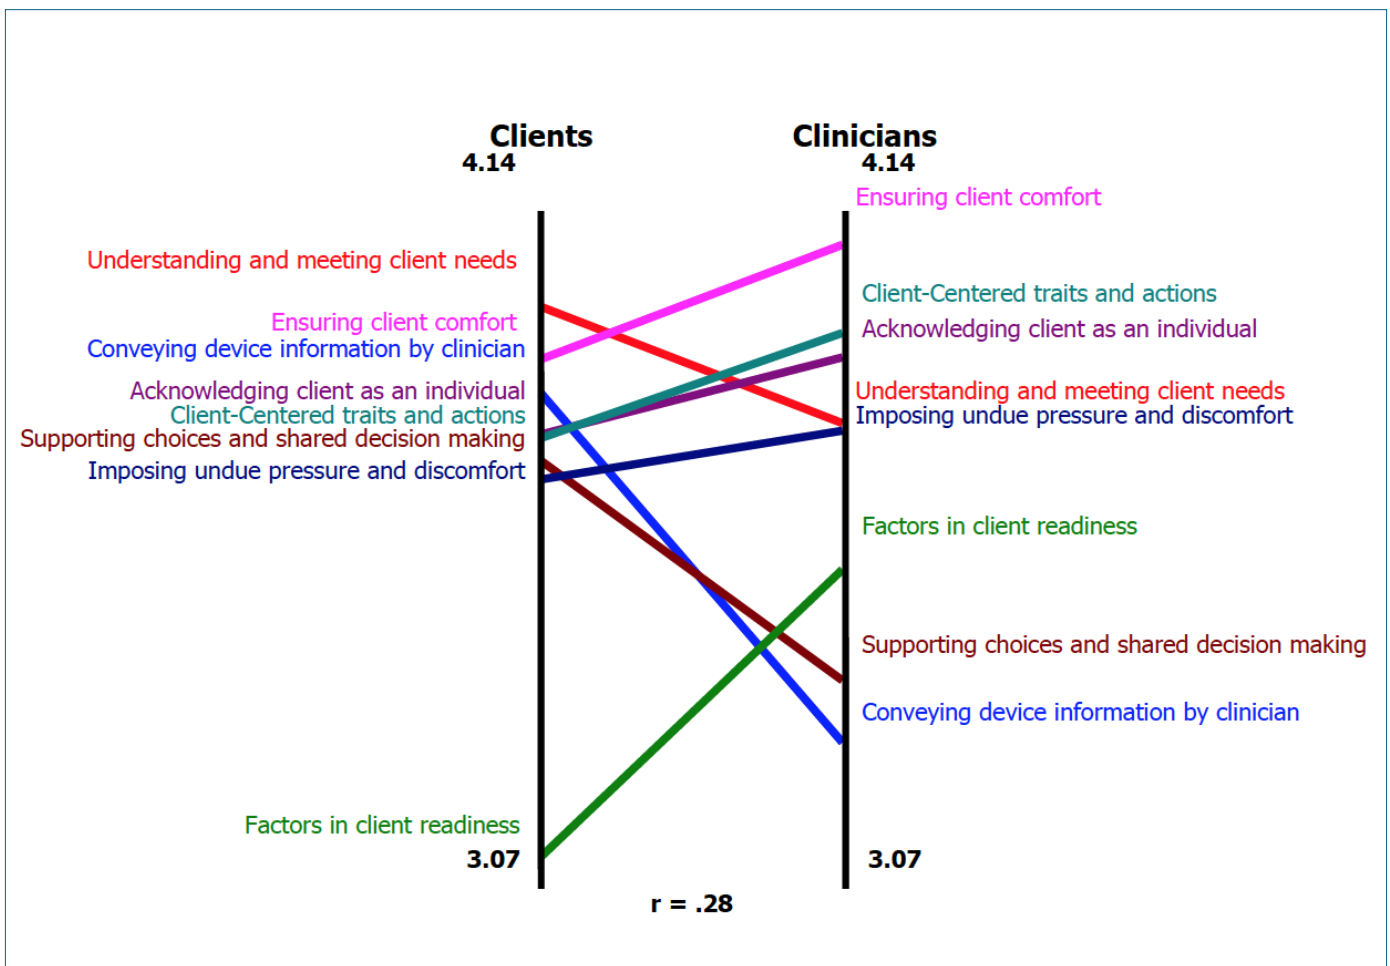 Clients
Clinicians
4.14
4.14
Ensuring client comfort
Understanding and meeting client needs
Client-Centered traits and actions
Ensuring client comfort
Acknowledging client as an individual
Conveying device information by clinician
Acknowledging client as an individual
Understanding and meeting client needs
Client-Centered traits and actions
Imposing undue pressure and discomfort
Supporting choices and shared decision making
Imposing undue pressure and discomfort
Factors in client readiness
Supporting choices and shared decision making
Conveying device information by clinician
Factors in client readiness
3.07
3.07
r = .28